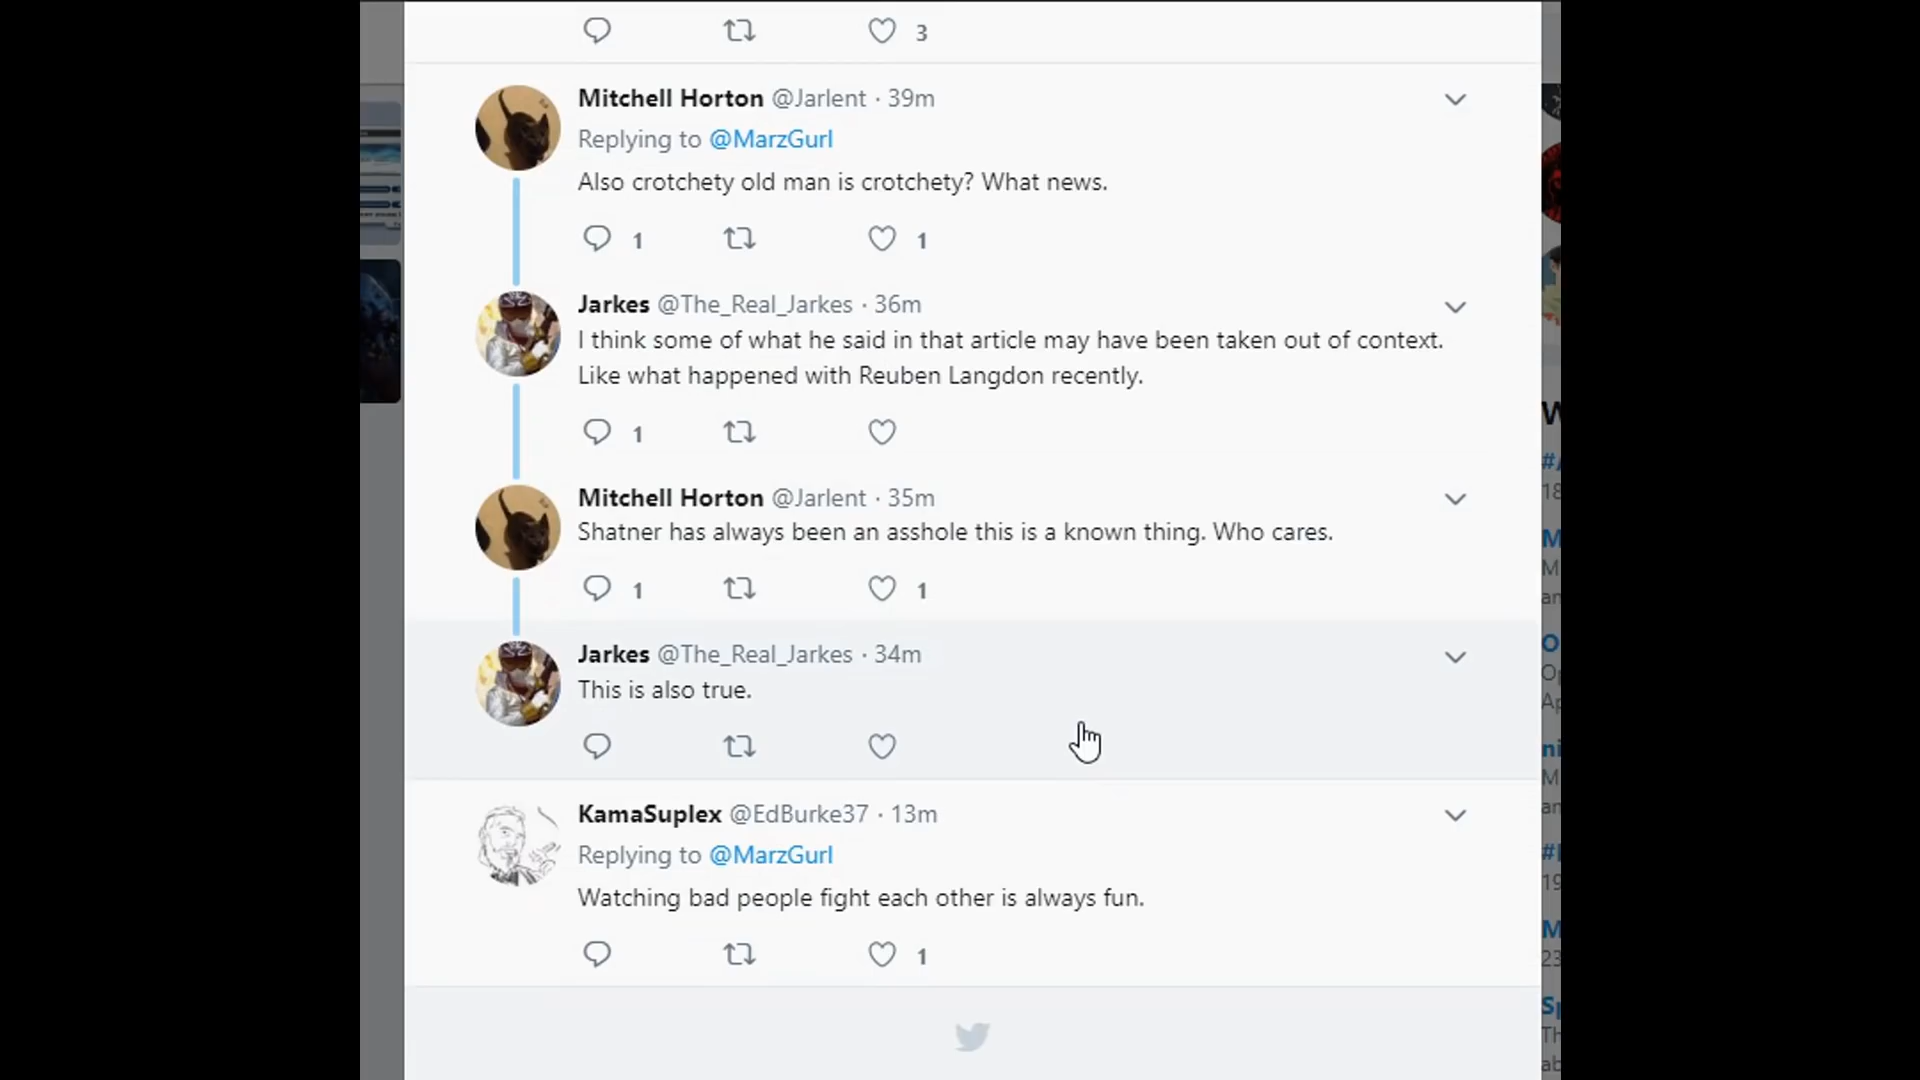 3
Mitchell Horton @Jarlent · 39m
Replying to @MarzGurl
Also crotchety old man is crotchety? What news.
1 1
Jarkes @The_Real_Jarkes · 36m
I think some of what he said in that article may have been taken out of context.
Like what happened with Reuben Langdon recently.
1
Mitchell Horton @Jarlent · 35m
Shatner has always been an asshole this is a known thing. Who cares.
1 1
Jarkes @The_Real_Jarkes · 34m
This is also true.
KamaSuplex @EdBurke37 · 13m
Replying to @MarzGurl
Watching bad people fight each other is always fun.
1